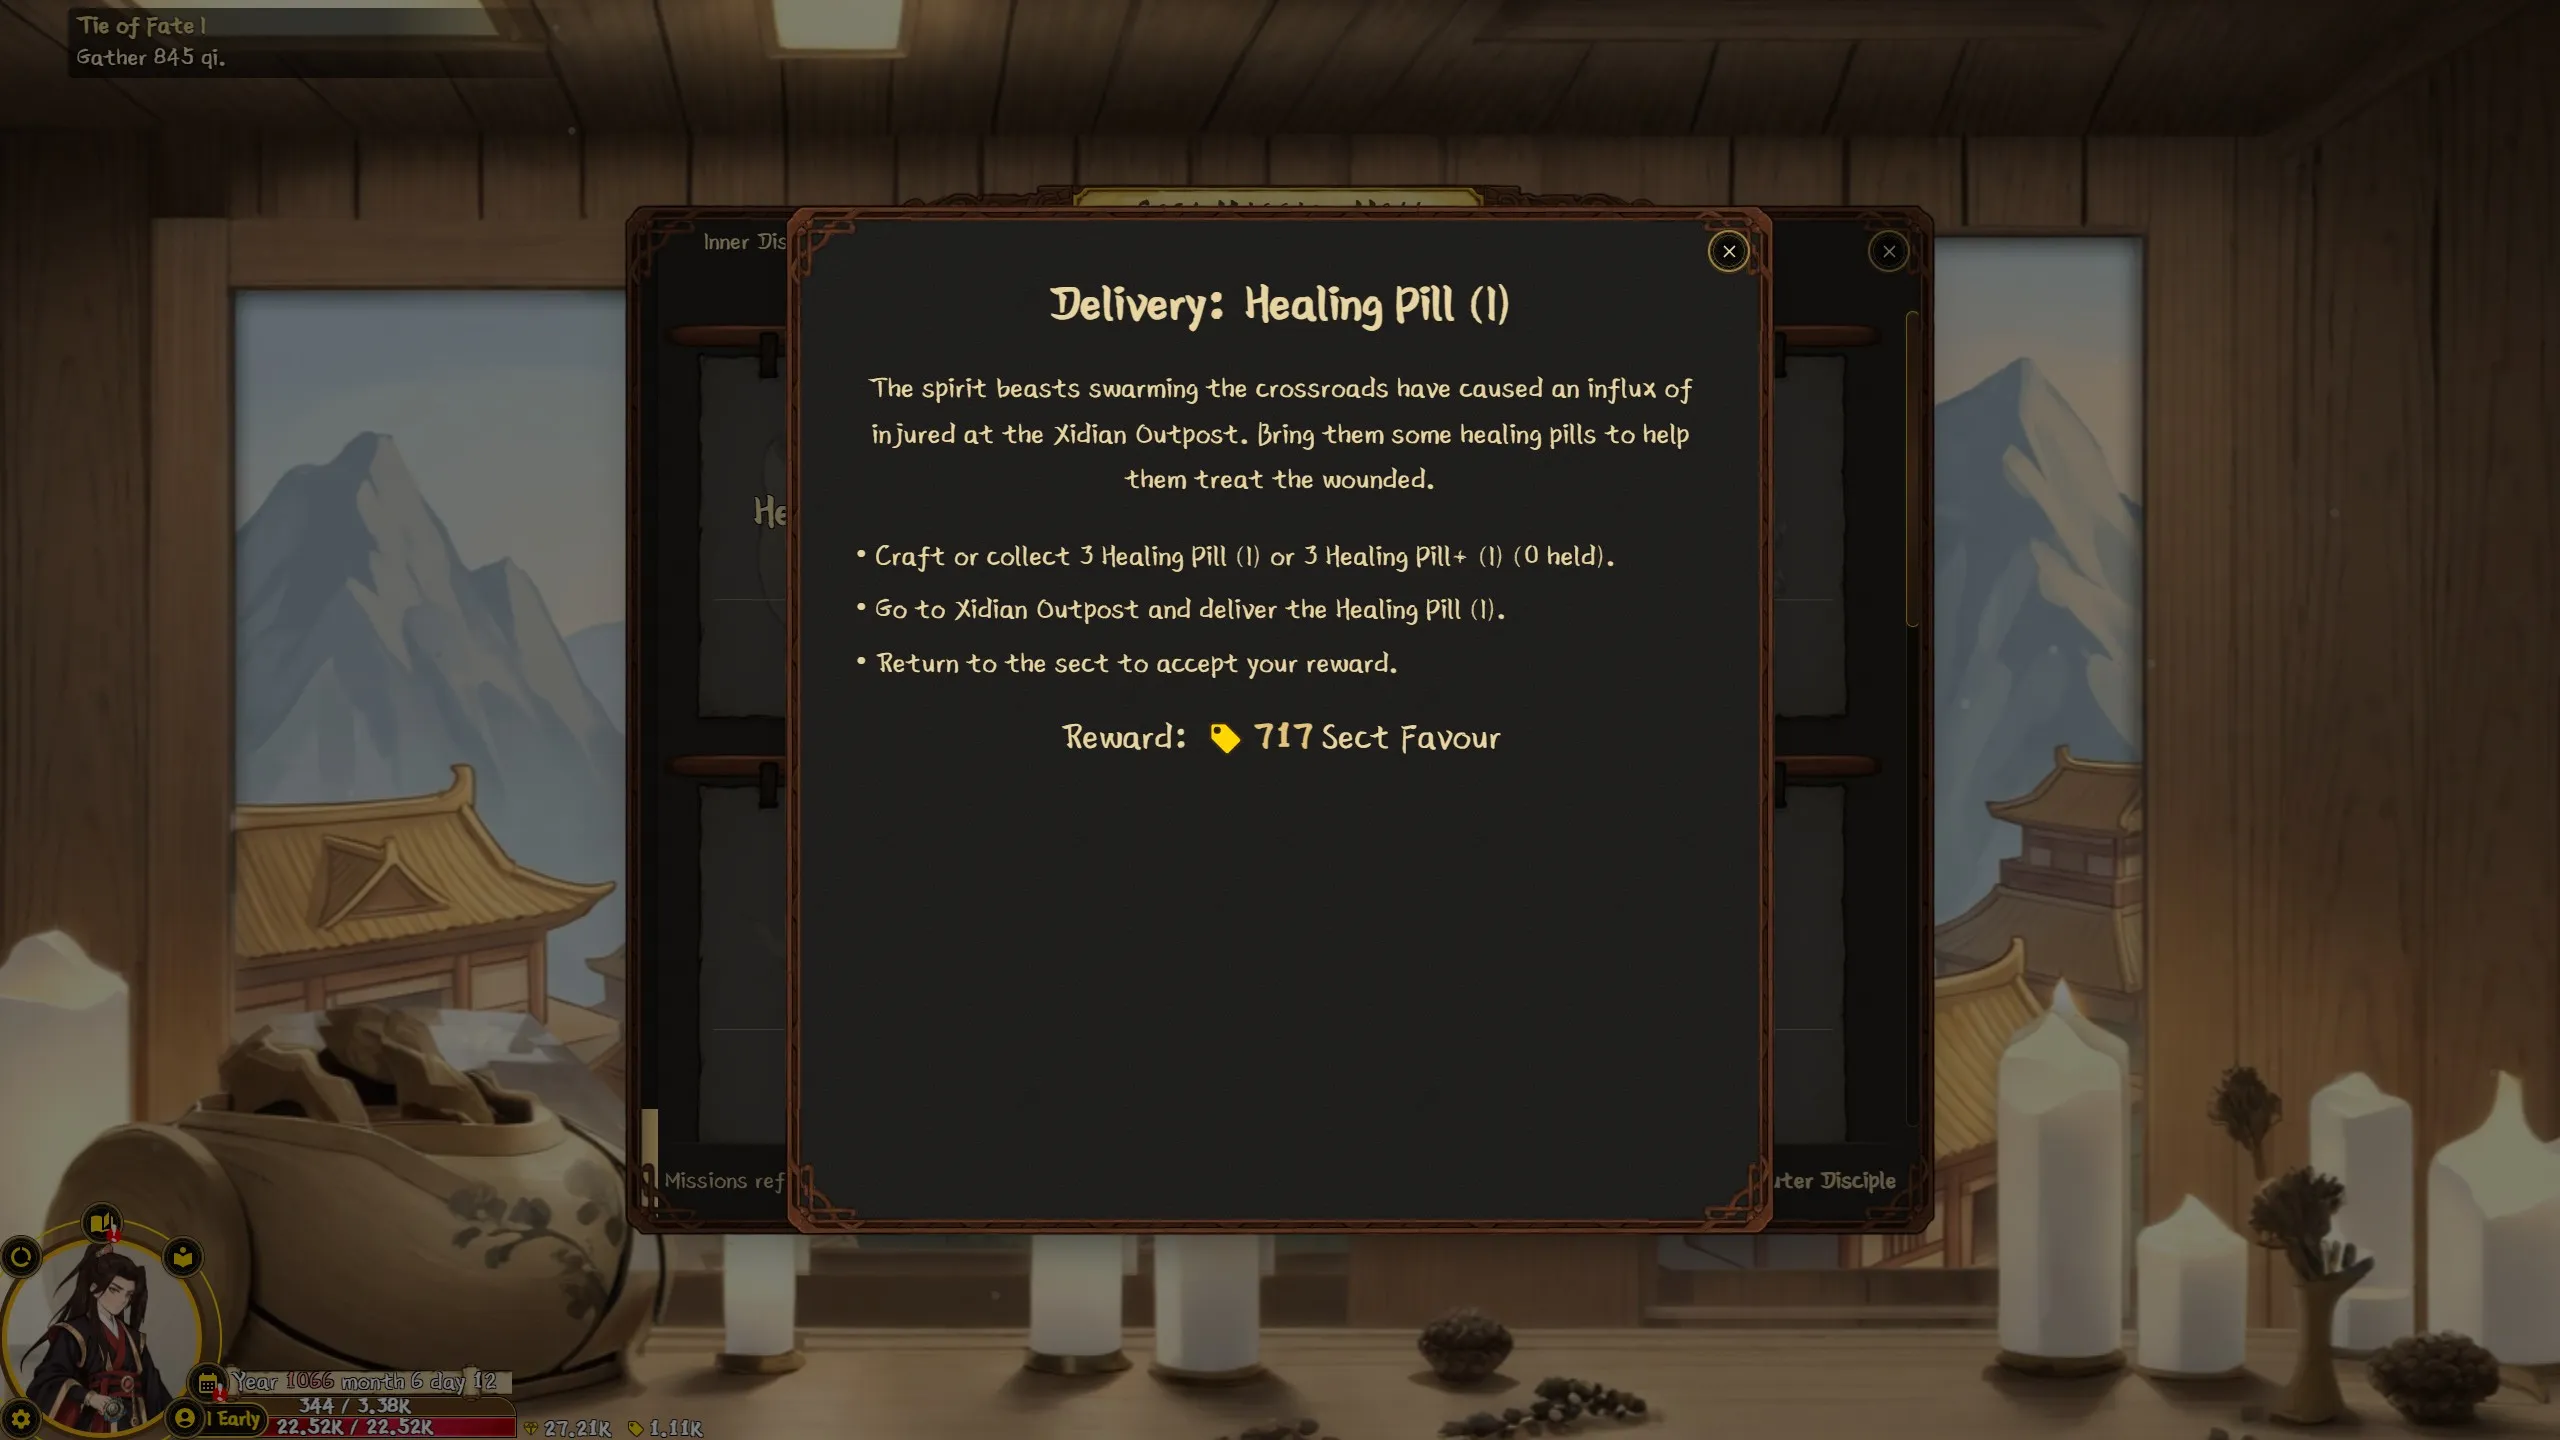 Tie of Fate I
Gather 845 qi.
Inner Dis
Delivery: Healing Pill (I)
The spirit beasts swarming the crossroads have caused an influx of
injured at the Xidian Outpost. Bring them some healing pills to help
them treat the wounded.
He
• Craft or collect 3 Healing Pill (I) or 3 Healing Pill+ (I) (0 held).
• Go to Xidian Outpost and deliver the Healing Pill (I).
• Return to the sect to accept your reward.
Reward: 717 Sect Favour
Missions ref
uter Disciple
Year 1066 month 6 day 12
344 / 3.38K
I Early
22.52K / 22.52K
27.21K
1.11K